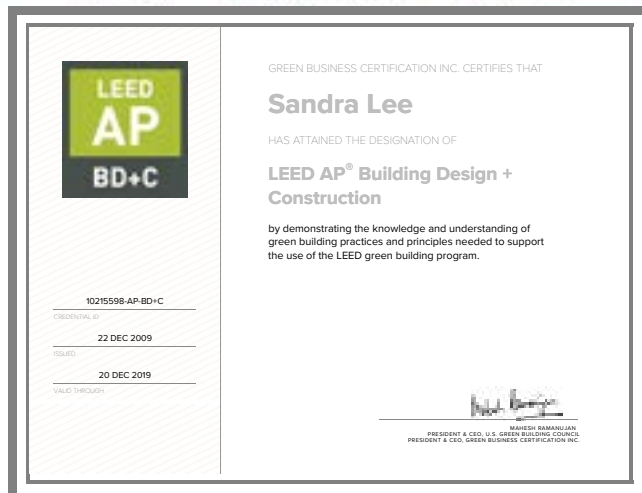 LEED
AP
BD+C
10215598-AP-BD+C
CREDENTIAL ID
22 DEC 2009
ISSUED
20 DEC 2019
VALID THROUGH
GREEN BUSINESS CERTIFICATION INC. CERTIFIES THAT
Sandra Lee
HAS ATTAINED THE DESIGNATION OF
LEED AP® Building Design +
Construction
by demonstrating the knowledge and understanding of
green building practices and principles needed to support
the use of the LEED green building program.
MAHESH RAMANUJAN
PRESIDENT & CEO, U.S. GREEN BUILDING COUNCIL
PRESIDENT & CEO, GREEN BUSINESS CERTIFICATION INC.